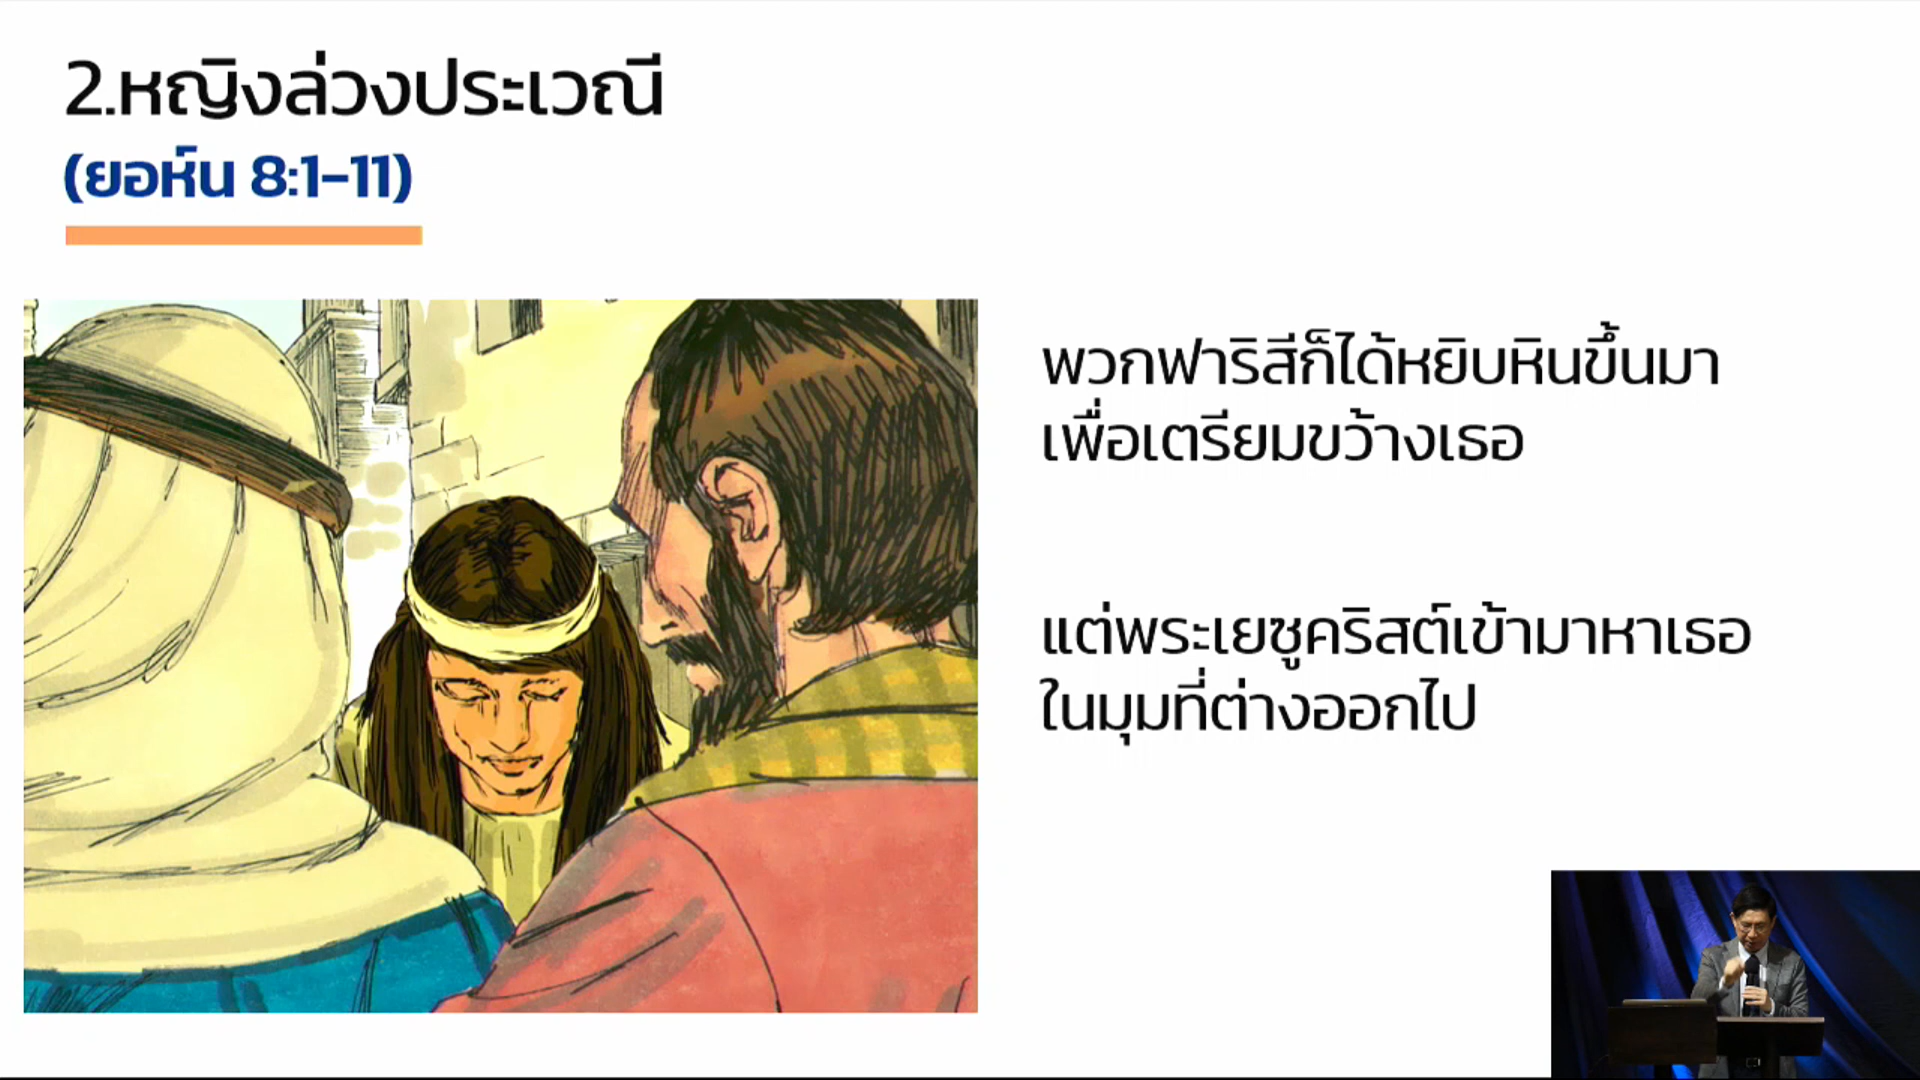 2.หญิงล่วงประเวณี
(ยอห์น 8:1-11)
พวกฟาริสีก็ได้หยิบหินขึ้นมา
เพื่อเตรียมขว้างเธอ
แต่พระเยซูคริสต์เข้ามาหาเธอ
ในมุมที่ต่างออกไป